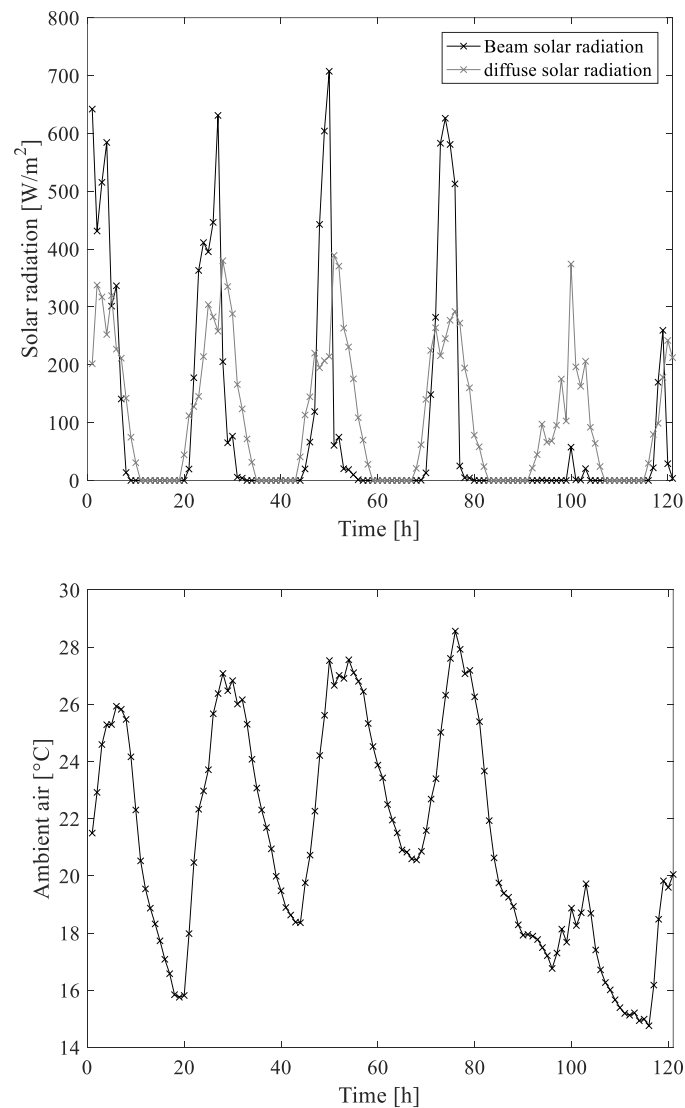 800
700
600
500
400
300
200
100
0
Solar radiation [W/m²]
Beam solar radiation
diffuse solar radiation
0 20 40 60 80 100 120
Time [h]
30
28
26
24
22
20
18
16
14
Ambient air [°C]
0 20 40 60 80 100 120
Time [h]